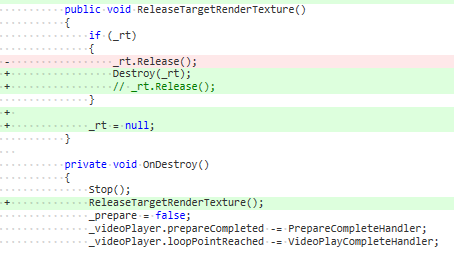 public void ReleaseTargetRenderTexture()
{
if (_rt)
{
- _rt.Release();
+ Destroy(_rt);
+ // _rt.Release();
}
+
+ _rt = null;
}
private void OnDestroy()
{
Stop();
+ ReleaseTargetRenderTexture();
_prepare = false;
_videoPlayer.prepareCompleted -= PrepareCompleteHandler;
_videoPlayer.loopPointReached -= VideoPlayCompleteHandler;